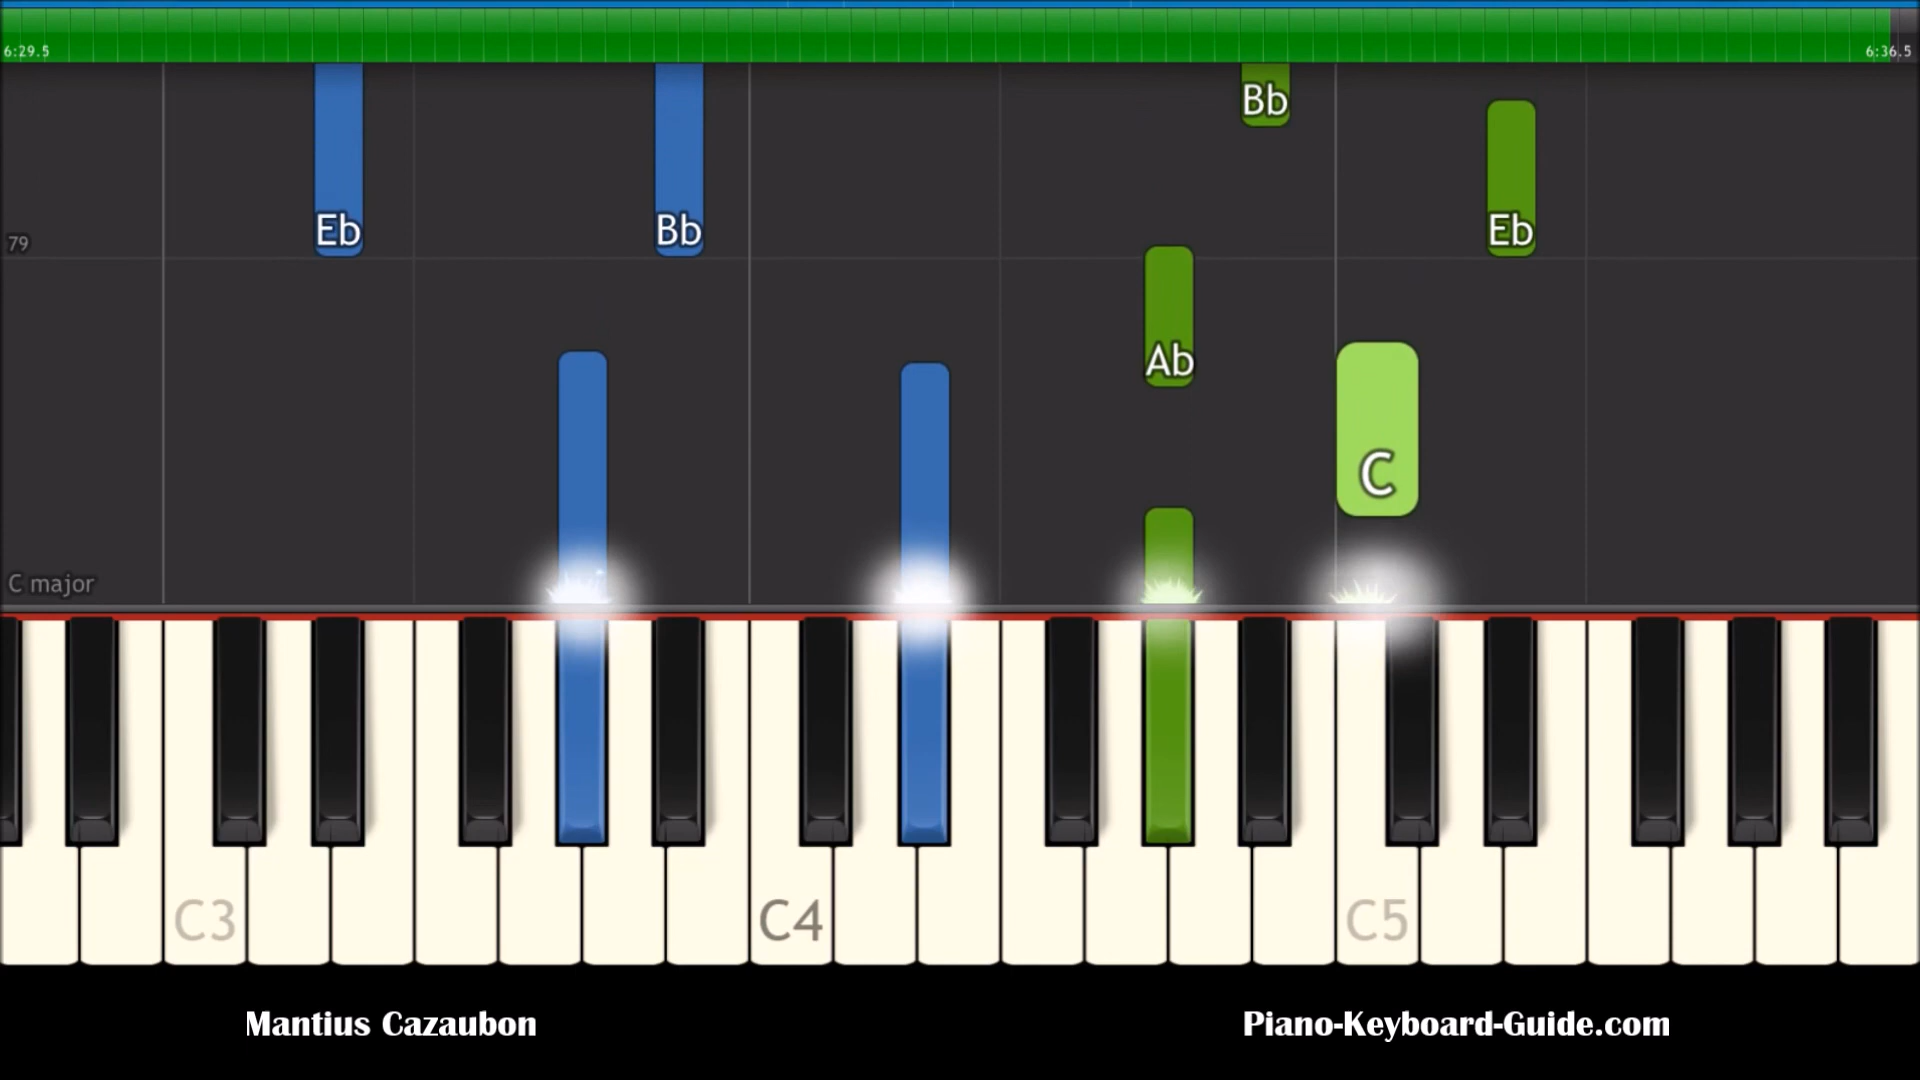 6:29.5
6:36.5
Bb
Eb
Bb
Eb
79
Ab
C
C major
C3
C4
C5
Mantius Cazaubon
Piano-Keyboard-Guide.com